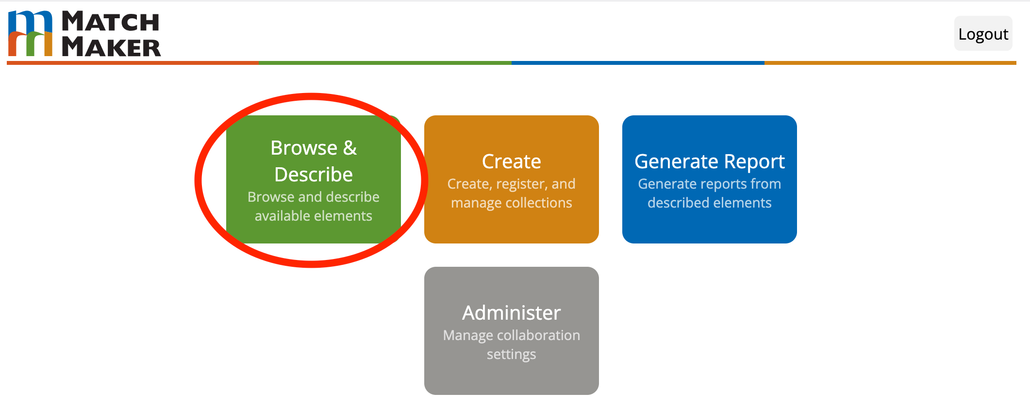 MATCH
MAKER
Logout
Browse &
Describe
Browse and describe
available elements
Create
Create, register, and
manage collections
Generate Report
Generate reports from
described elements
Administer
Manage collaboration
settings